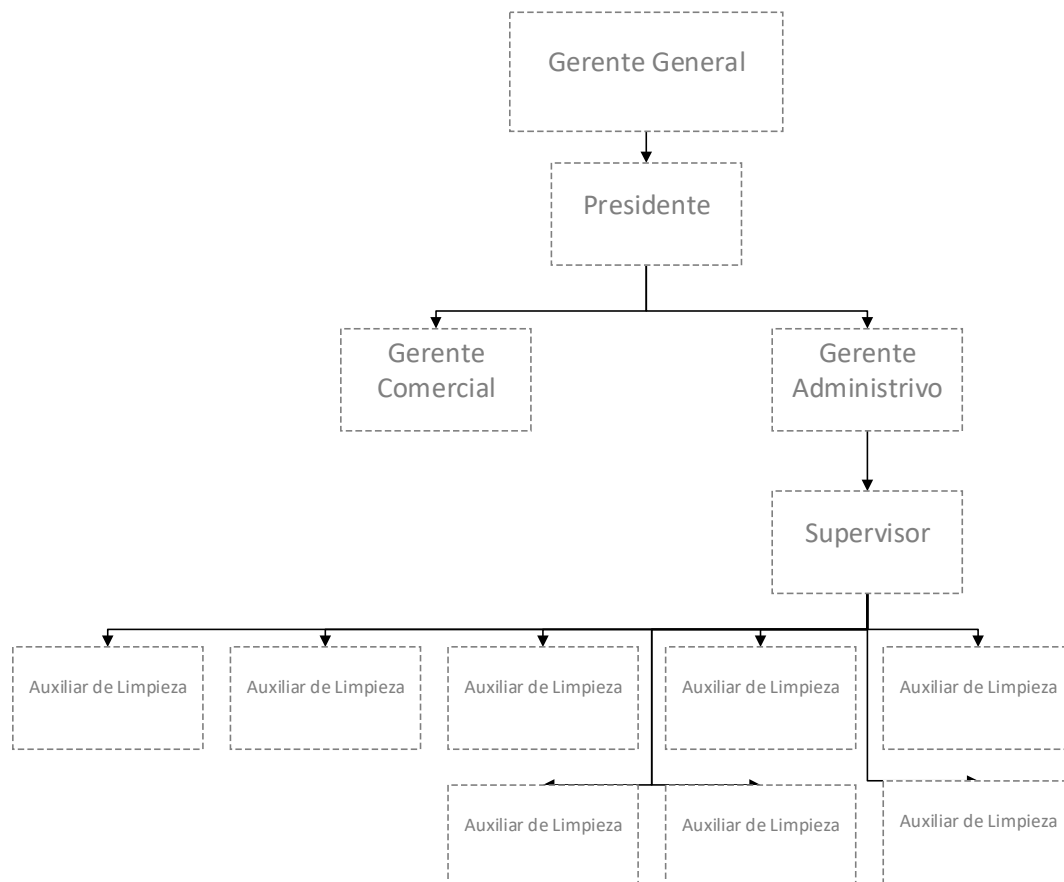 Gerente General
Presidente
Gerente
Comercial
Gerente
Administrivo
Supervisor
Auxiliar de Limpieza
Auxiliar de Limpieza
Auxiliar de Limpieza
Auxiliar de Limpieza
Auxiliar de Limpieza
Auxiliar de Limpieza
Auxiliar de Limpieza
Auxiliar de Limpieza